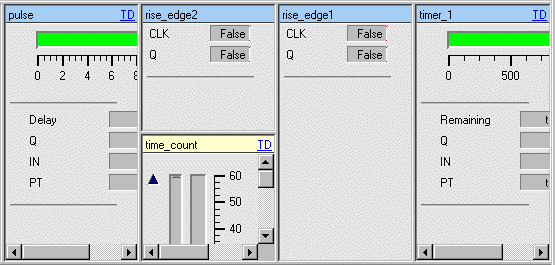 pulse TD
0 2 4 6 8
Delay
Q
IN
PT
rise_edge2
CLK False
Q False
time_count TD
60
50
40
rise_edge1
CLK False
Q False
timer_1 TD
0 500
Remaining t
Q
IN
PT t